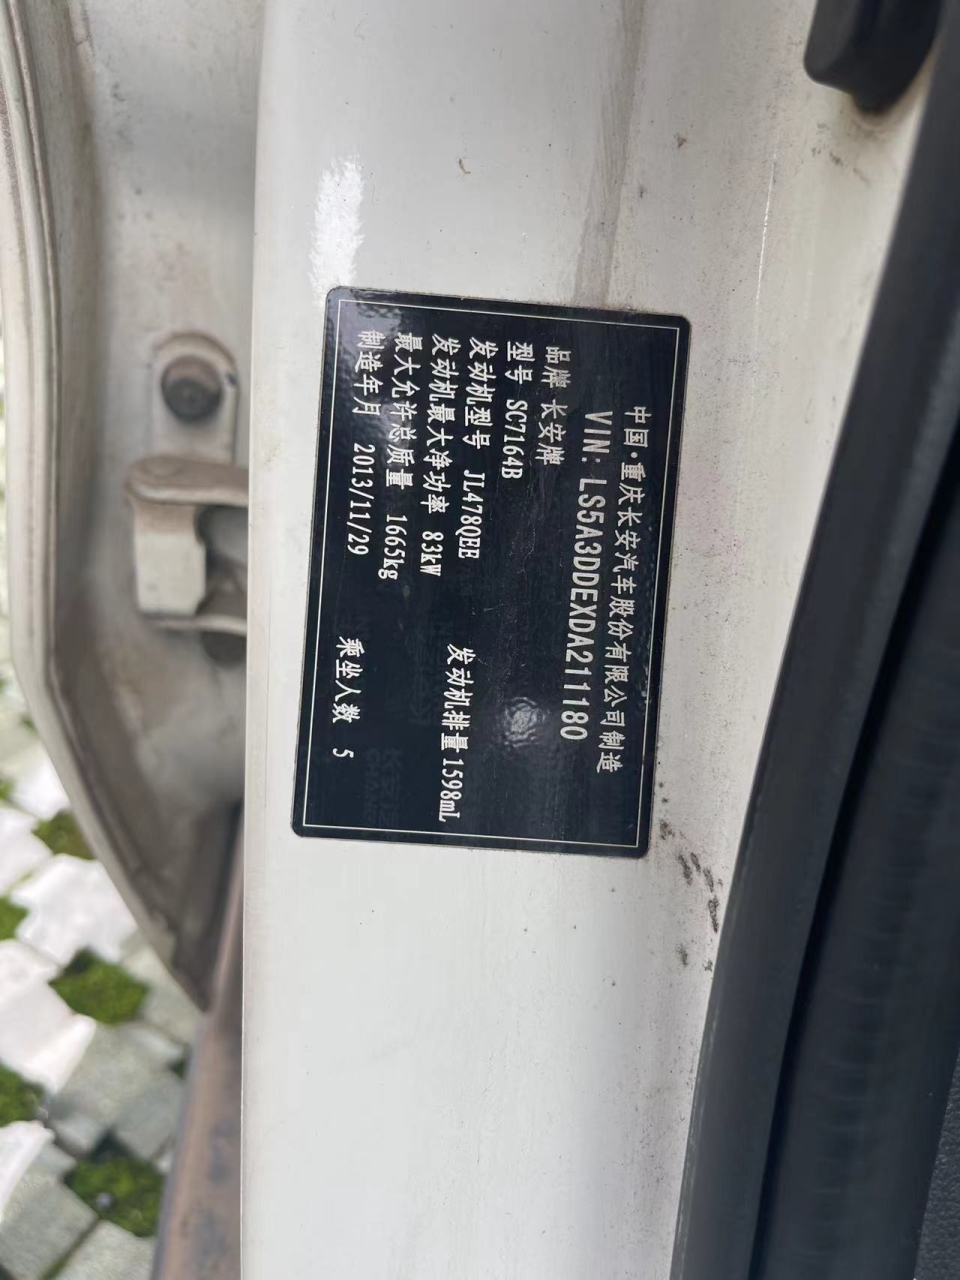 中国·重庆长安汽车股份有限公司制造
VIN: LS5A3DDEXDA211180
品牌 长安牌
型号 SC7164B
发动机型号 JL478QEE 发动机排量 1598mL
发动机最大净功率 83kW
最大允许总质量 1665kg
制造年月 2013/11/29 乘坐人数 5